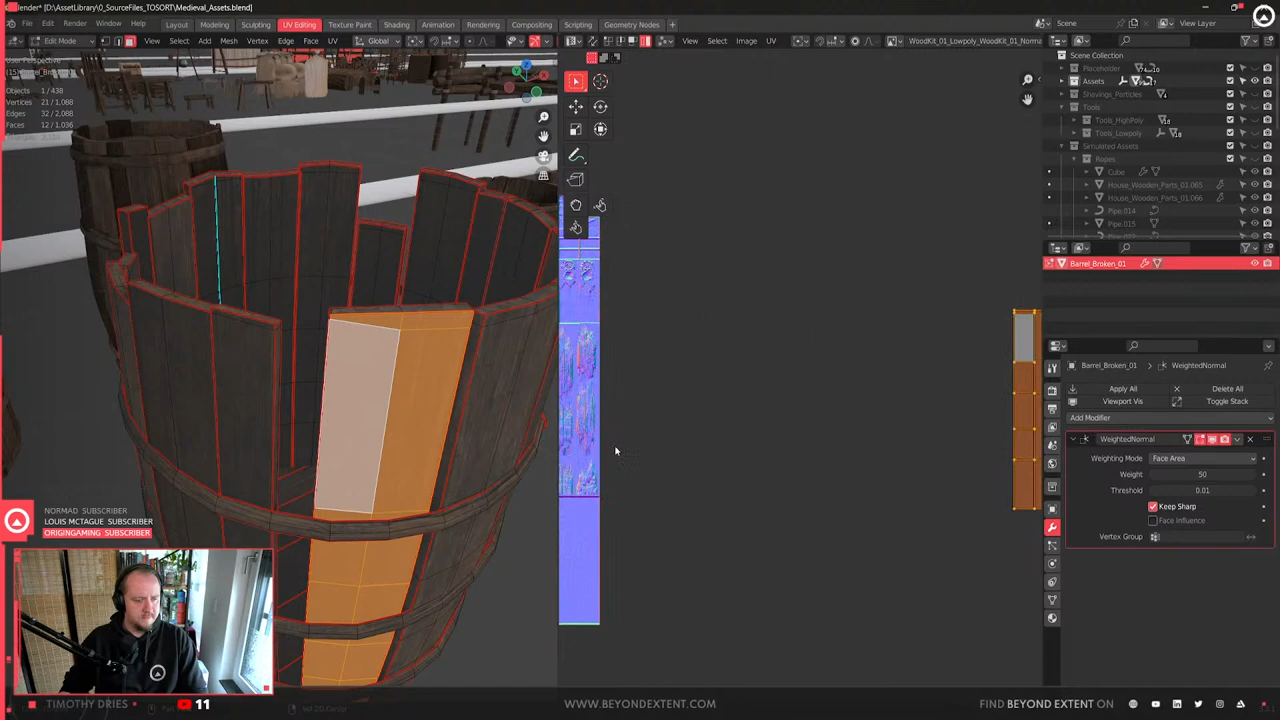 Blender* [D:\AssetLibrary\0_SourceFiles_TOSORT\Medieval_Assets.blend]
File Edit Render Window Help Layout Modeling Sculpting UV Editing Texture Paint Shading Animation Rendering Compositing Scripting Geometry Nodes +
Scene View Layer
Edit Mode View Select Add Mesh Vertex Edge Face UV Global
View Select Image UV WoodKit_01_Lowpoly_WoodKit_01_Norma
User Perspective
Objects 1/438
Vertices 21/1,088
Edges 32/2,088
Faces 12/1,036
Scene Collection
Placeholder
Assets
Shavings_Particles
Tools
Tools_HighPoly
Tools_Lowpoly
Simulated Assets
Ropes
Cube
House_Wooden_Parts_01.065
House_Wooden_Parts_01.066
Pipe.014
Pipe.015
Barrel_Broken_01
Barrel_Broken_01 > WeightedNormal
Apply All Delete All
Viewport Vis Toggle Stack
Add Modifier
WeightedNormal
Weighting Mode Face Area
Weight 50
Threshold 0.01
Keep Sharp
Face Influence
Vertex Group
NORMAD SUBSCRIBER
LOUIS MCTAGUE SUBSCRIBER
ORIGINGAMING SUBSCRIBER
TIMOTHY DRIES 11 WWW.BEYONDEXTENT.COM FIND BEYOND EXTENT ON